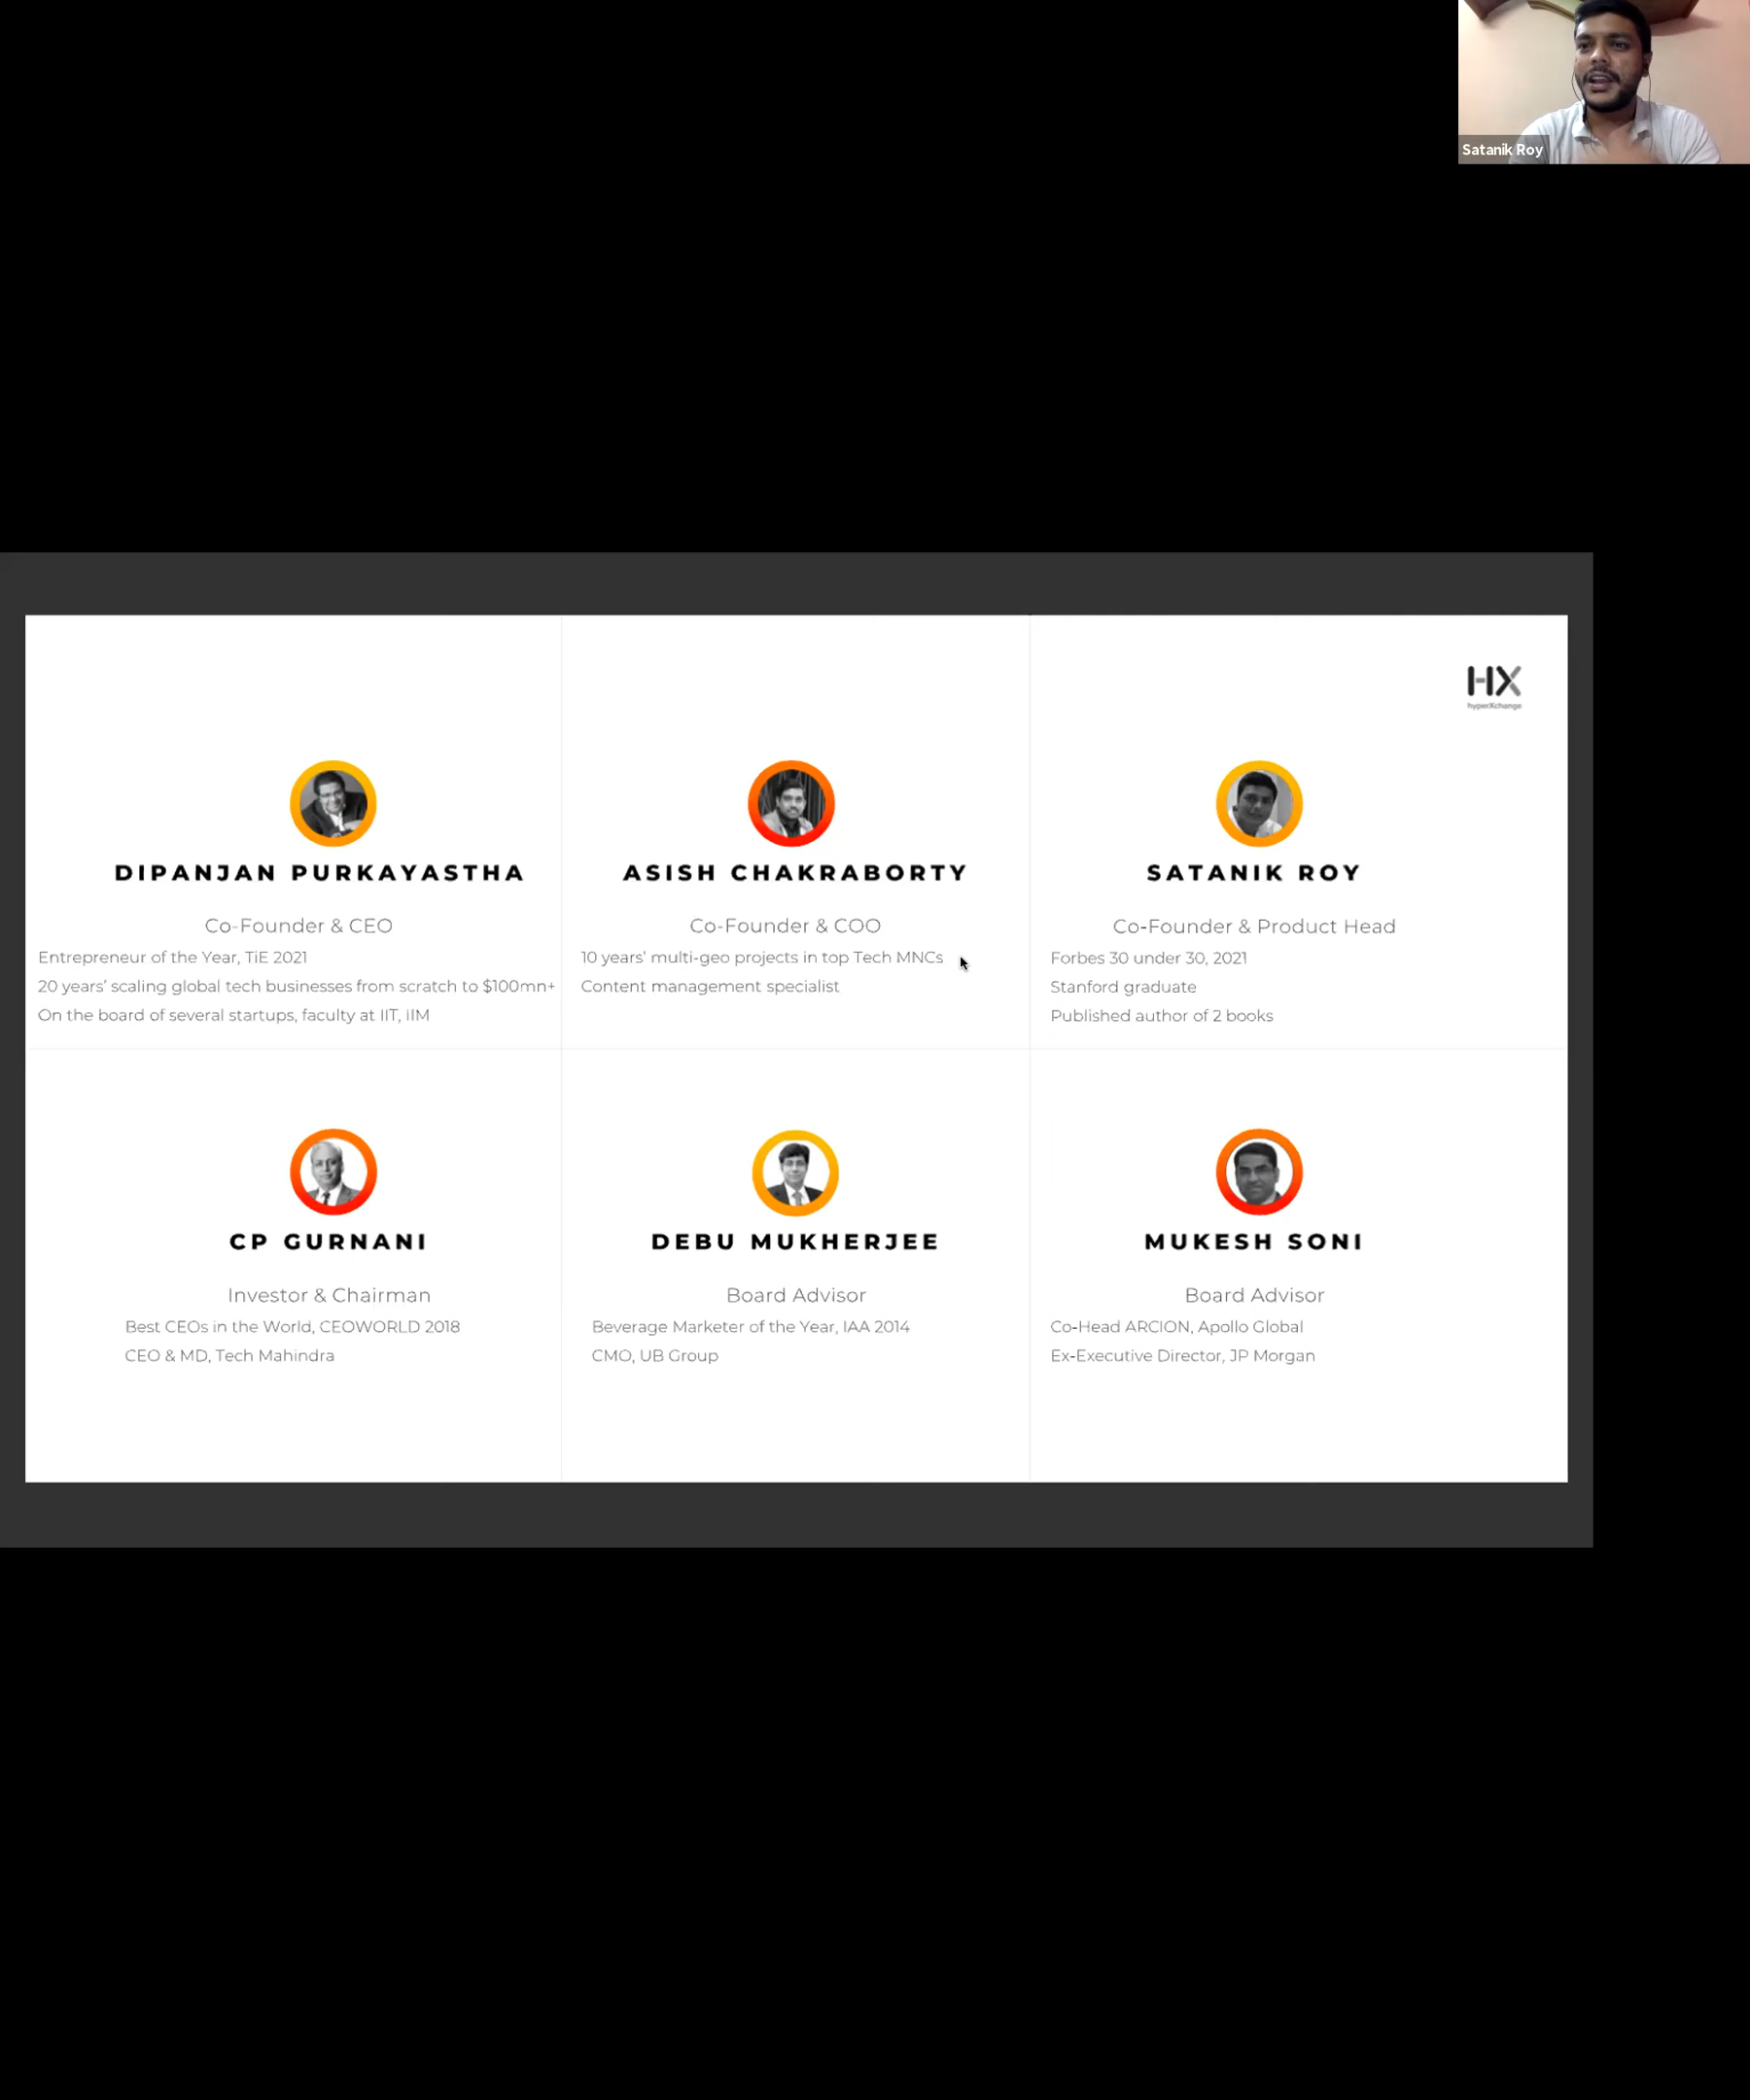 Satanik Roy
HX
hyperXchange
DIPANJAN PURKAYASTHA
Co-Founder & CEO
Entrepreneur of the Year, TiE 2021
20 years' scaling global tech businesses from scratch to $100mn+
On the board of several startups, faculty at IIT, IIM
ASISH CHAKRABORTY
Co-Founder & COO
10 years' multi-geo projects in top Tech MNCs
Content management specialist
SATANIK ROY
Co-Founder & Product Head
Forbes 30 under 30, 2021
Stanford graduate
Published author of 2 books
CP GURNANI
Investor & Chairman
Best CEOs in the World, CEOWORLD 2018
CEO & MD, Tech Mahindra
DEBU MUKHERJEE
Board Advisor
Beverage Marketer of the Year, IAA 2014
CMO, UB Group
MUKESH SONI
Board Advisor
Co-Head ARCION, Apollo Global
Ex-Executive Director, JP Morgan